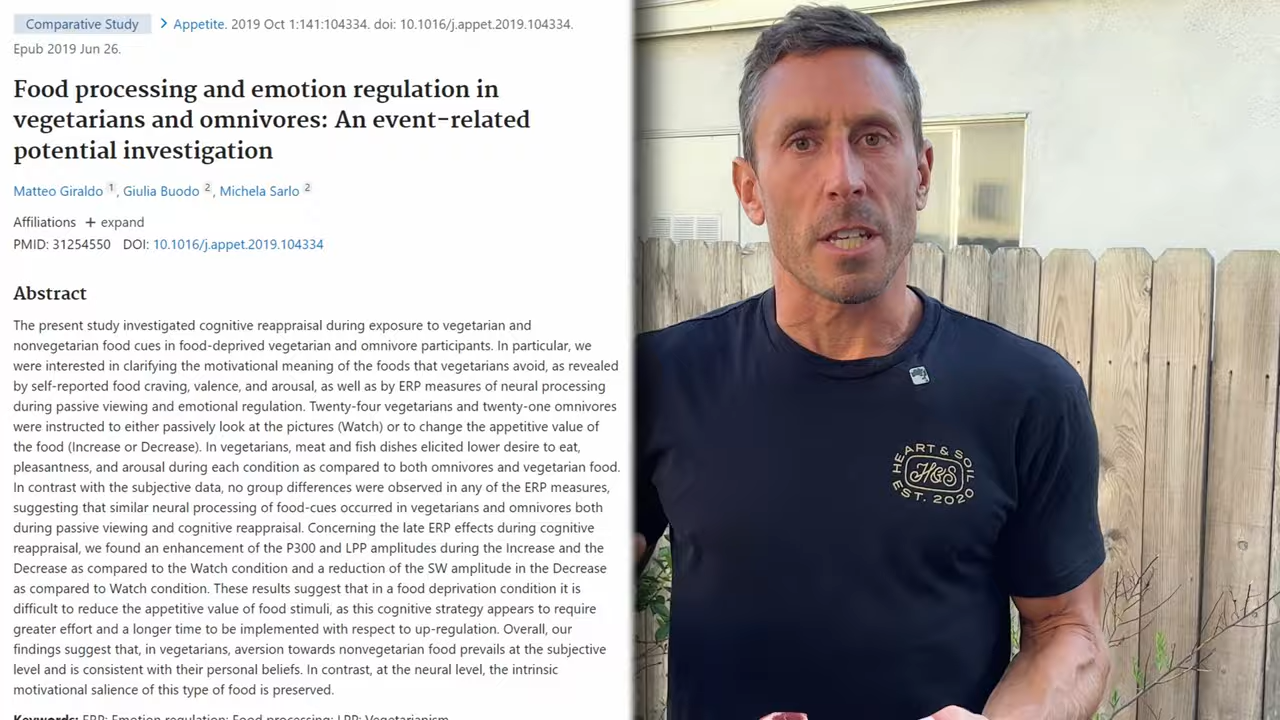 Comparative Study > Appetite. 2019 Oct 1:141:104334. doi: 10.1016/j.appet.2019.104334.
Epub 2019 Jun 26.
Food processing and emotion regulation in
vegetarians and omnivores: An event-related
potential investigation
Matteo Giraldo 1, Giulia Buodo 2, Michela Sarlo 2
Affiliations + expand
PMID: 31254550 DOI: 10.1016/j.appet.2019.104334
Abstract
The present study investigated cognitive reappraisal during exposure to vegetarian and
nonvegetarian food cues in food-deprived vegetarian and omnivore participants. In particular, we
were interested in clarifying the motivational meaning of the foods that vegetarians avoid, as revealed
by self-reported food craving, valence, and arousal, as well as by ERP measures of neural processing
during passive viewing and emotional regulation. Twenty-four vegetarians and twenty-one omnivores
were instructed to either passively look at the pictures (Watch) or to change the appetitive value of
the food (Increase or Decrease). In vegetarians, meat and fish dishes elicited lower desire to eat,
pleasantness, and arousal during each condition as compared to both omnivores and vegetarian food.
In contrast with the subjective data, no group differences were observed in any of the ERP measures,
suggesting that similar neural processing of food-cues occurred in vegetarians and omnivores both
during passive viewing and cognitive reappraisal. Concerning the late ERP effects during cognitive
reappraisal, we found an enhancement of the P300 and LPP amplitudes during the Increase and the
Decrease as compared to the Watch condition and a reduction of the SW amplitude in the Decrease
as compared to Watch condition. These results suggest that in a food deprivation condition it is
difficult to reduce the appetitive value of food stimuli, as this cognitive strategy appears to require
greater effort and a longer time to be implemented with respect to up-regulation. Overall, our
findings suggest that, in vegetarians, aversion towards nonvegetarian food prevails at the subjective
level and is consistent with their personal beliefs. In contrast, at the neural level, the intrinsic
motivational salience of this type of food is preserved.
Keywords: ERP; Emotion regulation; Food processing; LPP; Vegetarianism
HEART & SOIL
H&S
EST. 2020